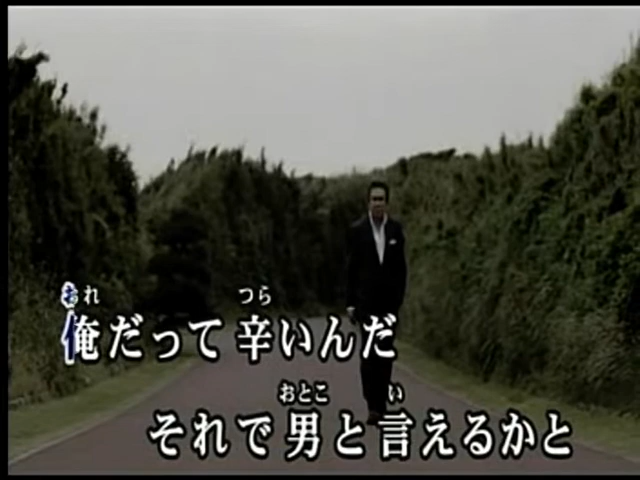 おれ つら
俺だって辛いんだ
おとこ い
それで男と言えるかと